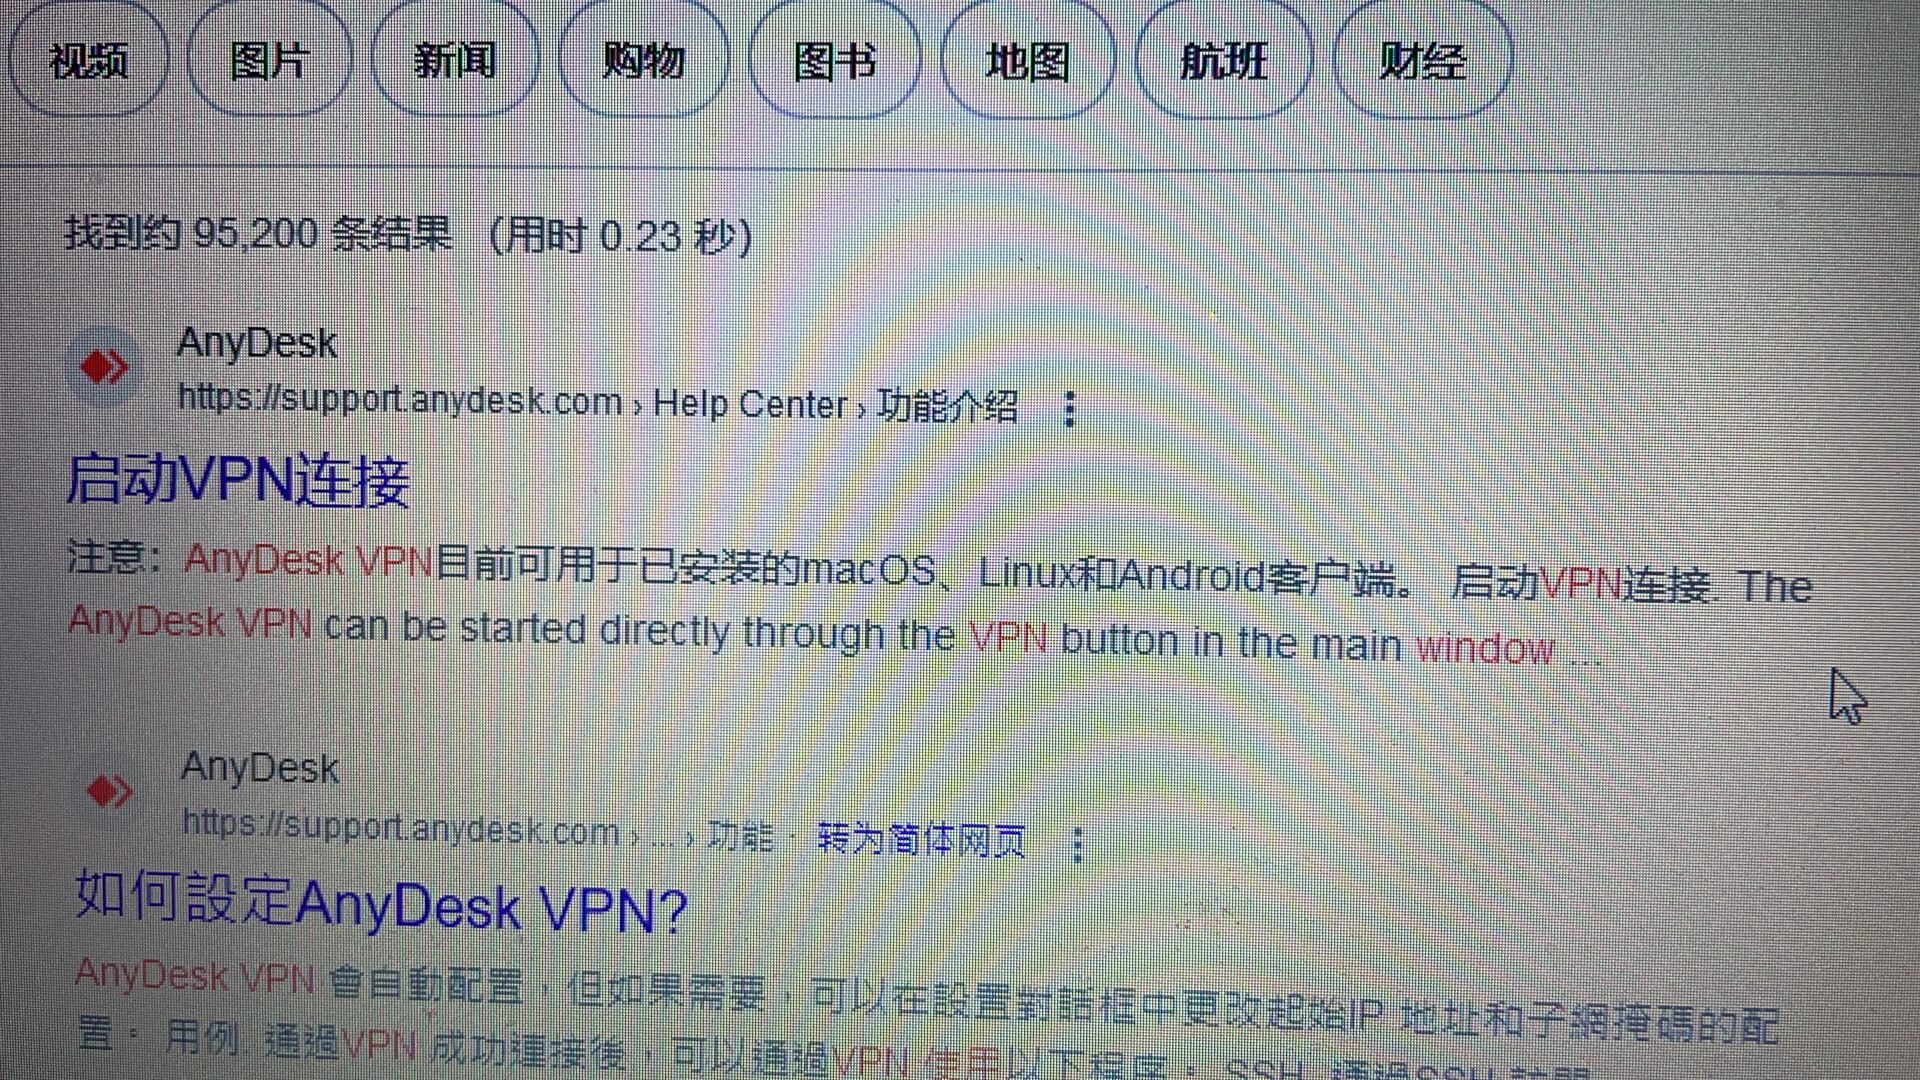 视频 图片 新闻 购物 图书 地图 航班 财经
找到约 95,200 条结果 (用时 0.23 秒)
AnyDesk
https://support.anydesk.com › Help Center › 功能介绍
启动VPN连接
注意：AnyDesk VPN目前可用于已安装的macOS、Linux和Android客户端。 启动VPN连接. The
AnyDesk VPN can be started directly through the VPN button in the main window ...
AnyDesk
https://support.anydesk.com › ... › 功能 · 转为简体网页
如何設定AnyDesk VPN?
AnyDesk VPN 會自動配置，但如果需要，可以在設置對話框中更改起始IP 地址和子網掩碼的配
置。 用例. 通過VPN 成功連接後，可以通過VPN 使用以下程序： SSH. 通過SSH